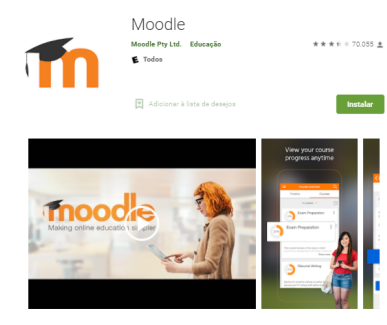 Moodle
Moodle Pty Ltd. Educação
70.055
E Todos
Adicionar à lista de desejos
Instalar
m
moodle
Making online education simpler
View your course
progress anytime
Exam Preparation
Exam Preparation